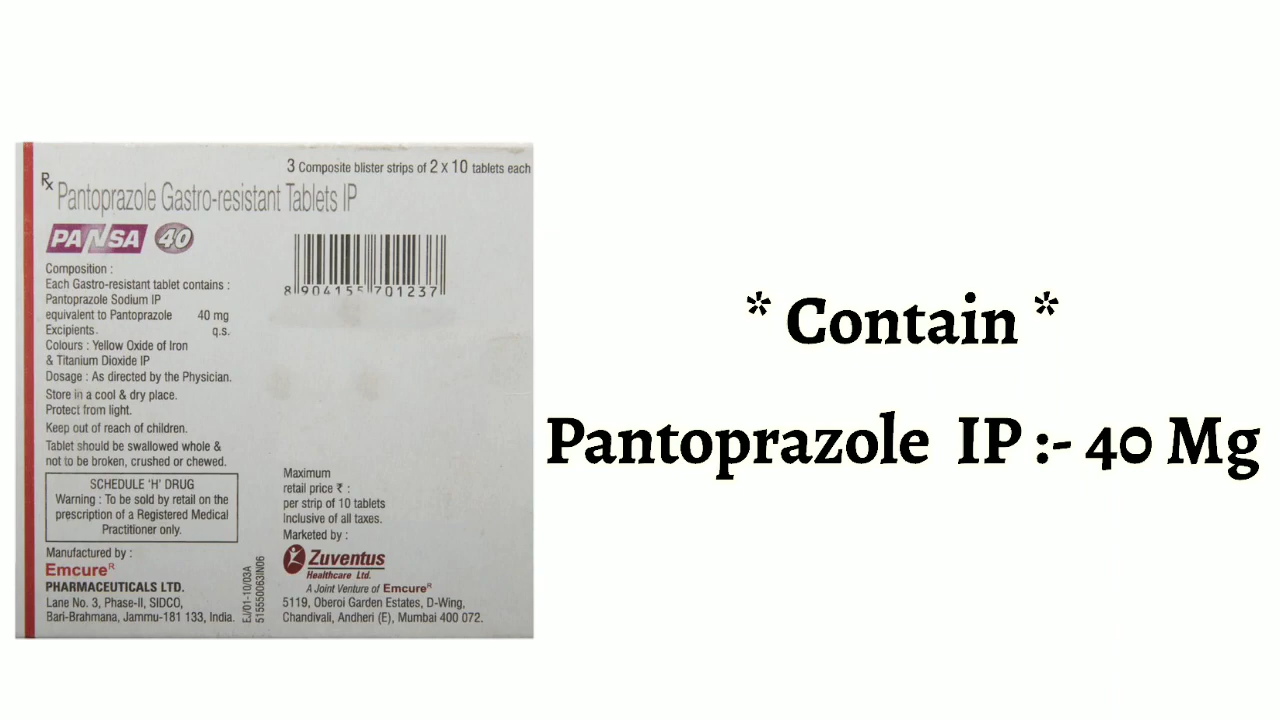 3 Composite blister strips of 2 X 10 tablets each
Rx Pantoprazole Gastro-resistant Tablets IP
PANSA 40
Composition :
Each Gastro-resistant tablet contains :
Pantoprazole Sodium IP
equivalent to Pantoprazole 40 mg
Excipients q.s.
Colours : Yellow Oxide of Iron
& Titanium Dioxide IP
Dosage : As directed by the Physician.
Store in a cool & dry place.
Protect from light.
Keep out of reach of children.
Tablet should be swallowed whole &
not to be broken, crushed or chewed.
SCHEDULE 'H' DRUG
Warning : To be sold by retail on the
prescription of a Registered Medical
Practitioner only.
Manufactured by :
Emcure R
PHARMACEUTICALS LTD.
Lane No. 3, Phase-II, SIDCO,
Bari-Brahmana, Jammu-181 133, India.
EJ/01-10/03A
515550063IN06
8 904155 701237
Maximum
retail price ₹ :
per strip of 10 tablets
Inclusive of all taxes.
Marketed by :
Zuventus
Healthcare Ltd.
A Joint Venture of Emcure R
5119, Oberoi Garden Estates, D-Wing,
Chandivali, Andheri (E), Mumbai 400 072.
* Contain *
Pantoprazole IP :- 40 Mg